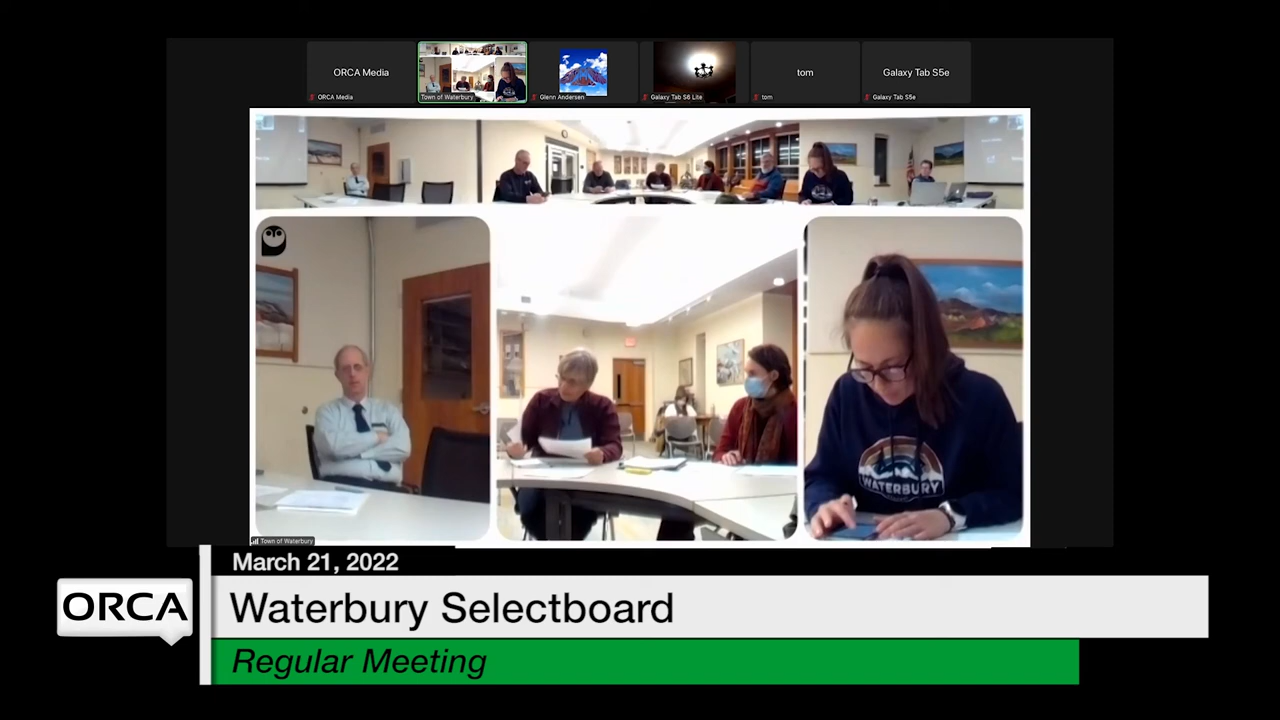 ORCA Media
tom
Galaxy Tab S5e
ORCA Media
Town of Waterbury
Glenn Andersen
Galaxy Tab S6 Lite
tom
Galaxy Tab S5e
WATERBURY
Town of Waterbury
March 21, 2022
ORCA
Waterbury Selectboard
Regular Meeting